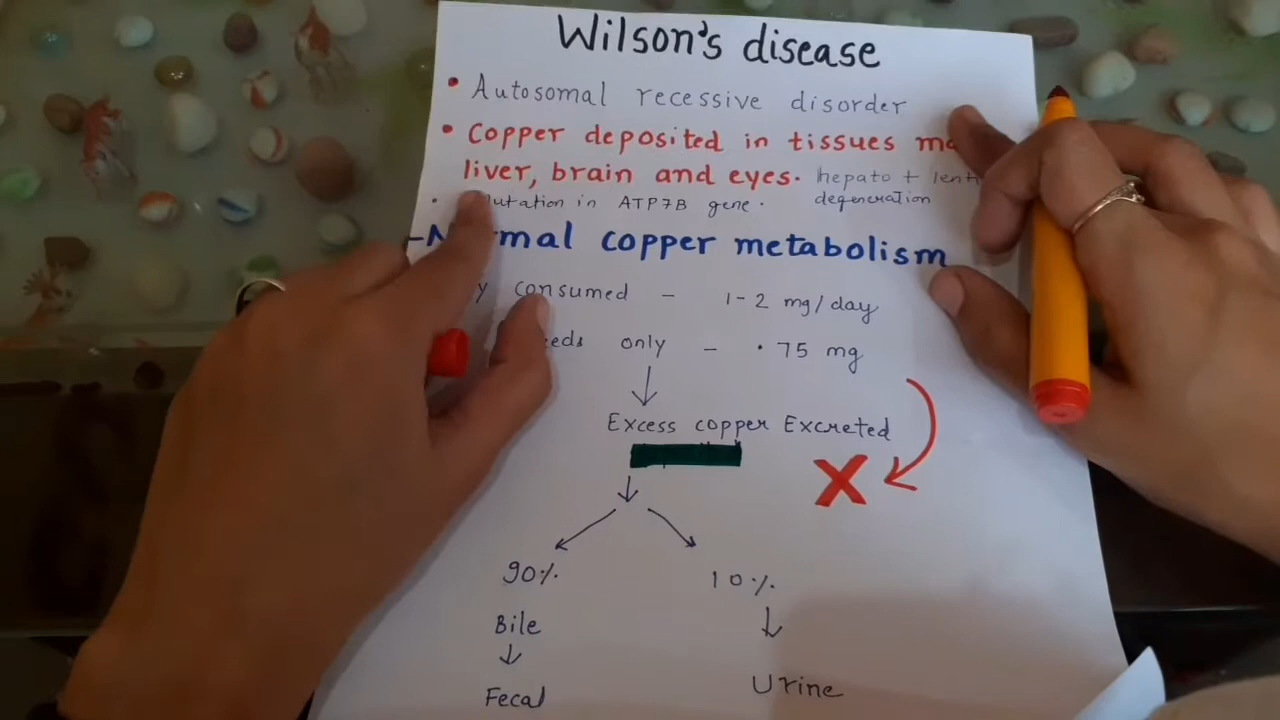 Wilson's disease
• Autosomal recessive disorder
• Copper deposited in tissues
liver, brain and eyes. hepato +
in ATP7B gene. degeneration
copper metabolism
consumed - 1-2 mg/day
only - .75 mg
Excess copper Excreted
X
90% 10%
Bile
Fecal Urine